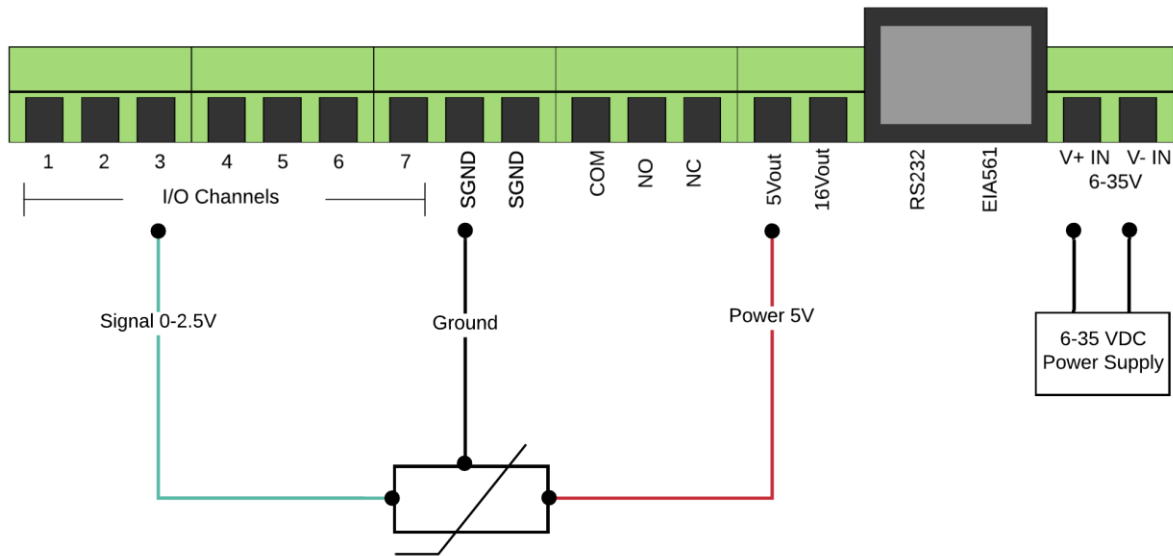 1 2 3 4 5 6 7 SGND SGND COM NO NC 5Vout 16Vout RS232 EIA561 V+ IN V- IN
6-35V
I/O Channels
Signal 0-2.5V Ground Power 5V
6-35 VDC
Power Supply